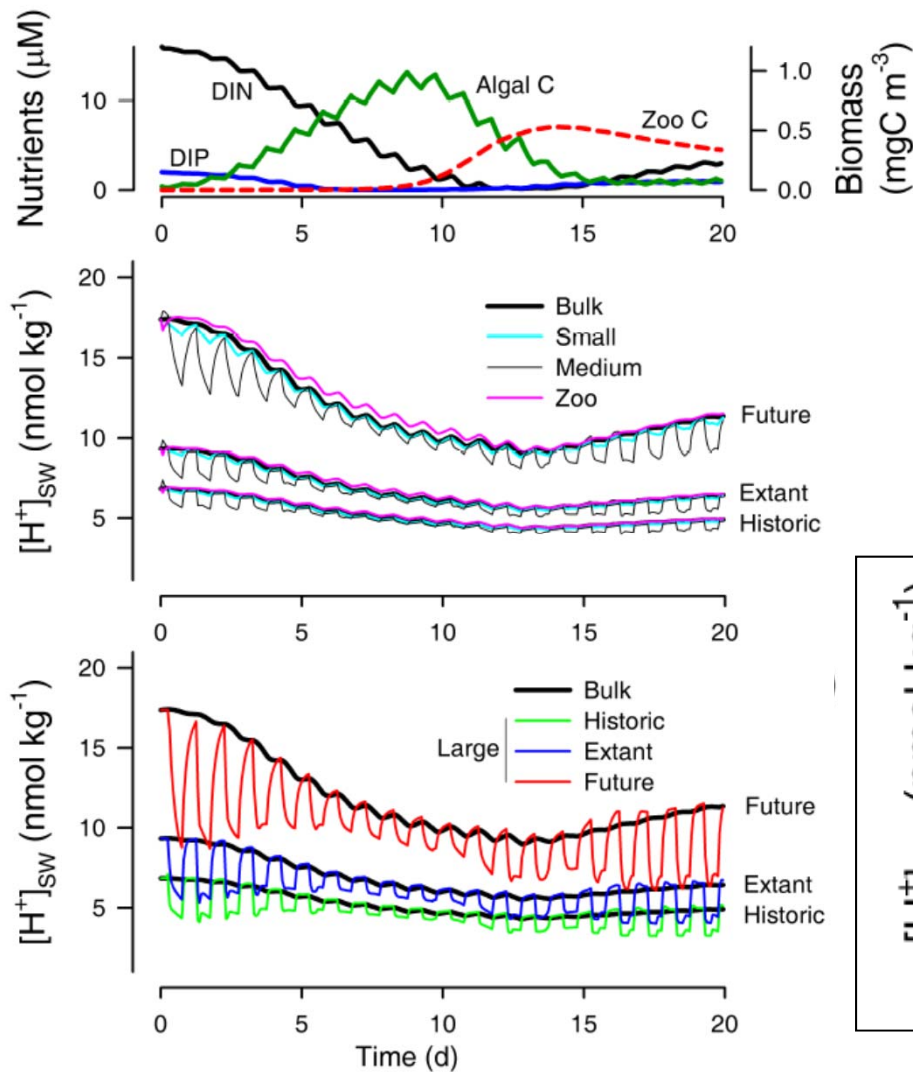 Nutrients (μM)
10
0
DIN
DIP
Algal C
Zoo C
1.0
0.5
0.0
Biomass
(mgC m⁻³)
0 5 10 15 20
[H⁺]SW (nmol kg⁻¹)
20
15
10
5
Bulk
Small
Medium
Zoo
Future
Extant
Historic
0 5 10 15 20
[H⁺]SW (nmol kg⁻¹)
20
15
10
5
Bulk
Large
Historic
Extant
Future
Future
Extant
Historic
0 5 10 15 20
Time (d)